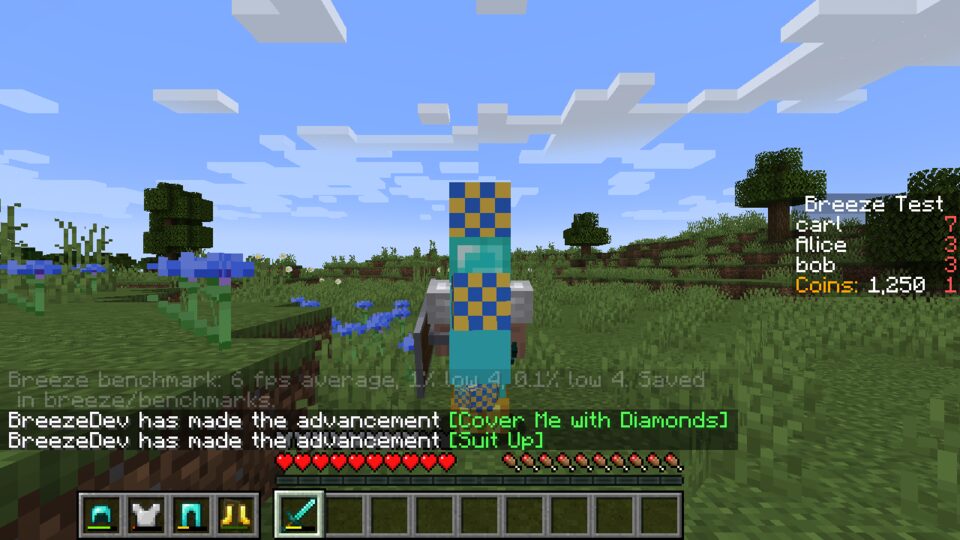 Breeze Test
carl 7
Alice 3
bob 3
Coins: 1,250 1
Breeze benchmark: 6 fps average, 1% low 4, 0.1% low 4. Saved
in breeze/benchmarks.
BreezeDev has made the advancement [Cover Me with Diamonds]
BreezeDev has made the advancement [Suit Up]